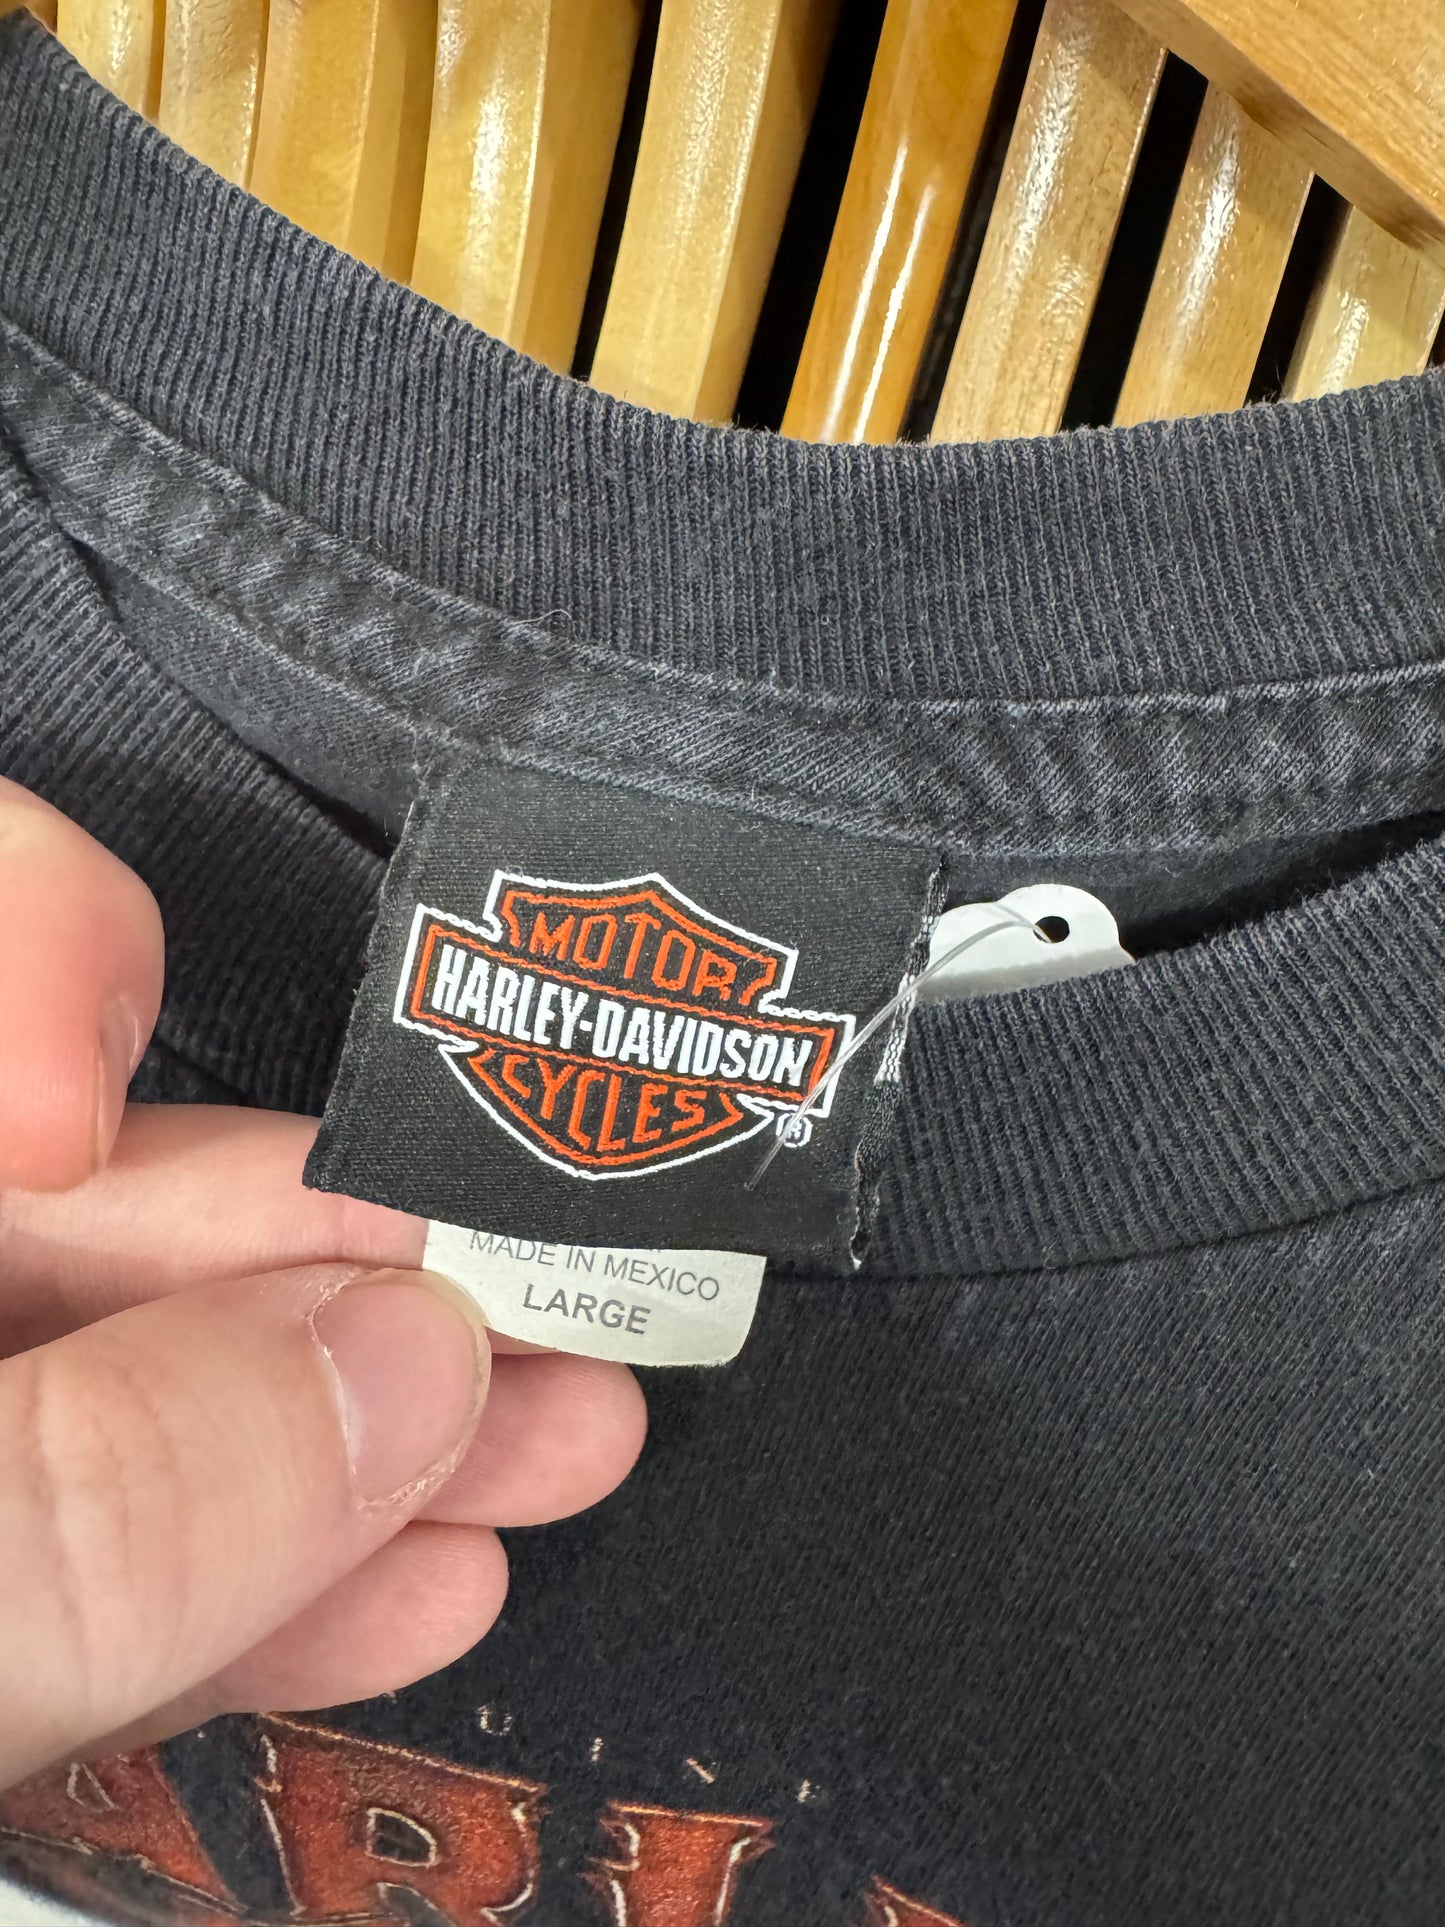 MOTOR
HARLEY-DAVIDSON
CYCLES
®
MADE IN MEXICO
LARGE